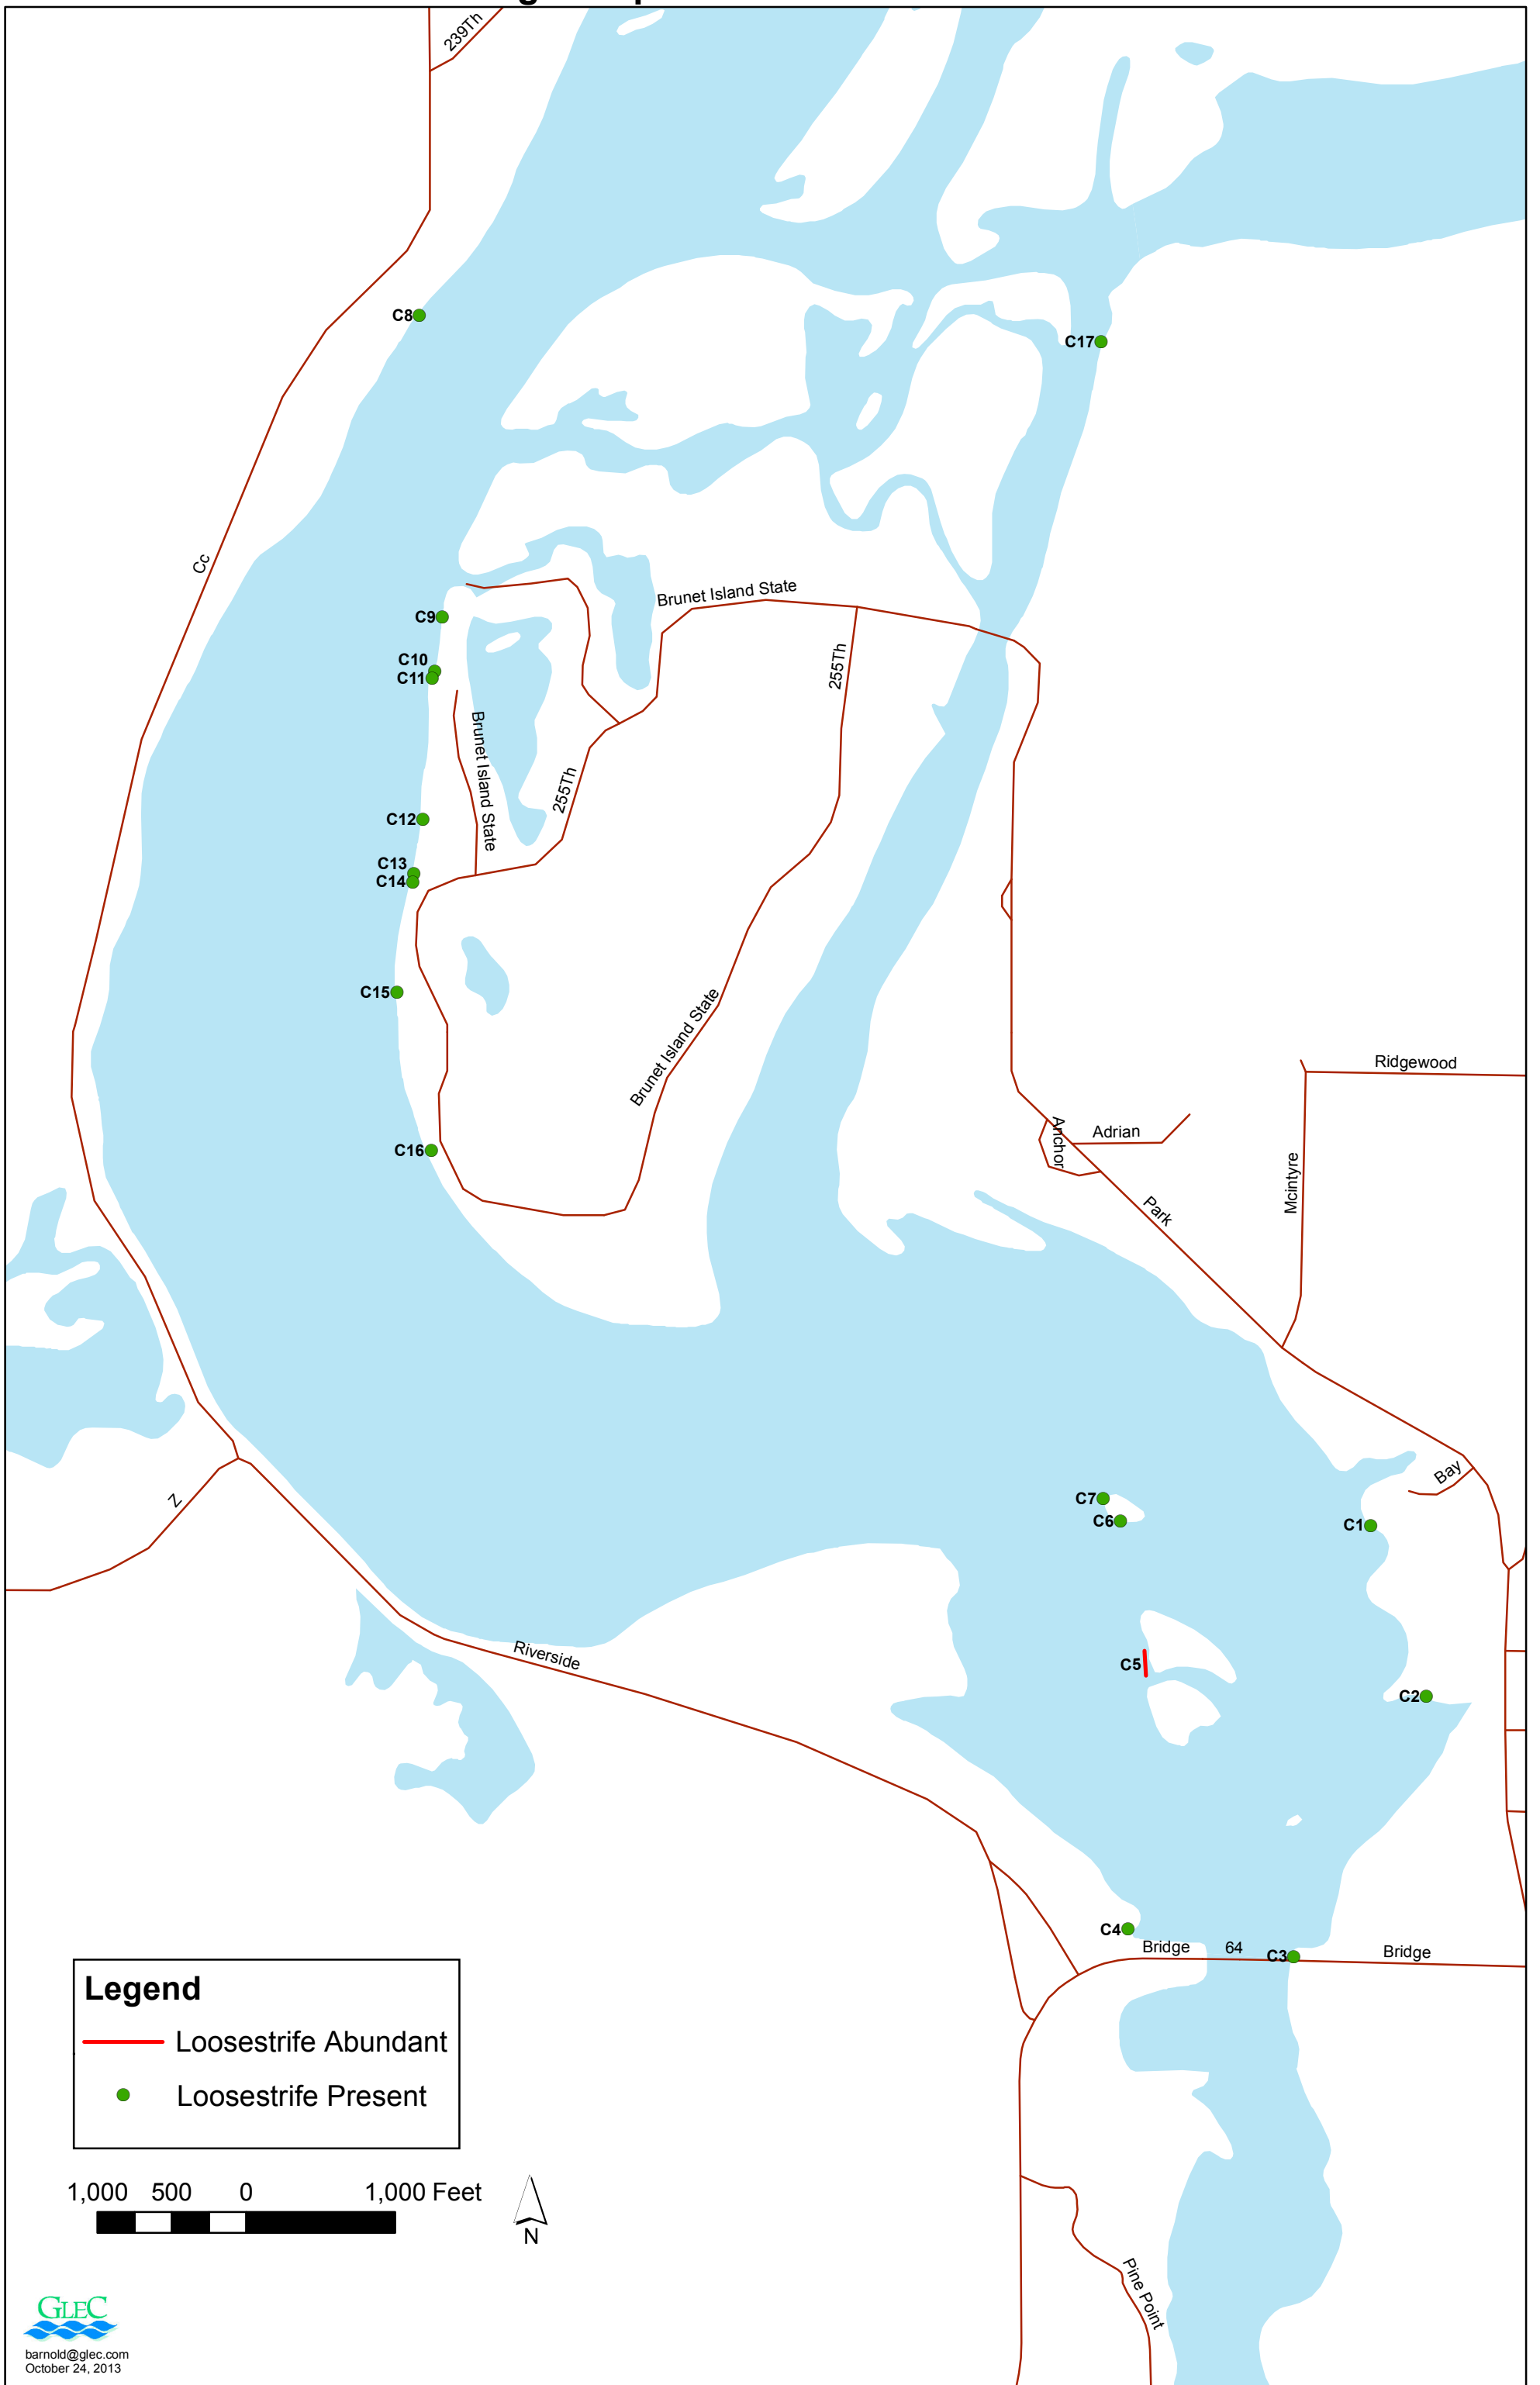 239Th
C8
C17
Cc
Brunet Island State
C9
255Th
C10
C11
Brunet Island State
255Th
C12
C13
C14
C15
Brunet Island State
Ridgewood
Anchor
Adrian
C16
Mcintyre
Park
Bay
C7
Z
C6
C1
Riverside
C5
C2
C4
Bridge
64
C3
Bridge
Legend
Loosestrife Abundant
Loosestrife Present
1,000 500 0 1,000 Feet
N
Pine Point
GLEC
barnold@glec.com
October 24, 2013